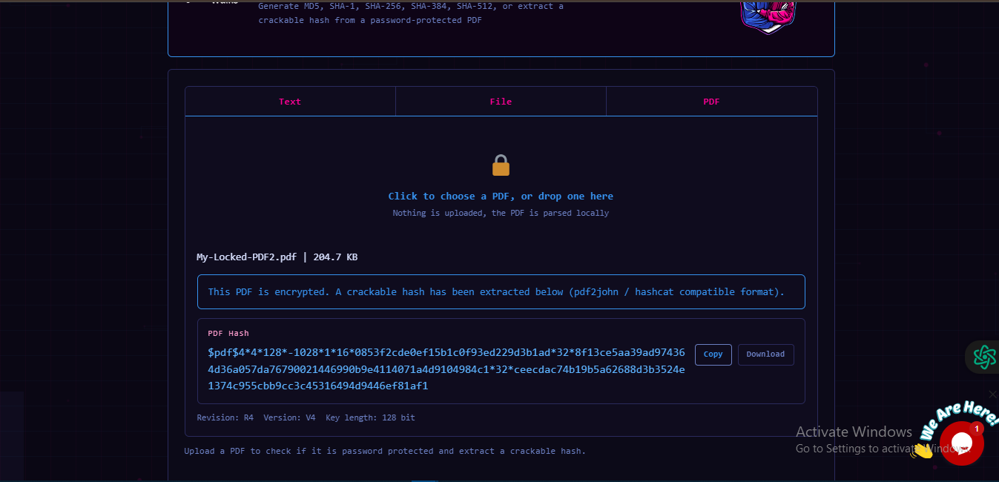 Generate MD5, SHA-1, SHA-256, SHA-384, SHA-512, or extract a
crackable hash from a password-protected PDF
Text
File
PDF
Click to choose a PDF, or drop one here
Nothing is uploaded, the PDF is parsed locally
My-Locked-PDF2.pdf | 204.7 KB
This PDF is encrypted. A crackable hash has been extracted below (pdf2john / hashcat compatible format).
PDF Hash
$pdf$4*4*128*-1028*1*16*0853f2cde0ef15b1c0f93ed229d3b1ad*32*8f13ce5aa39ad97436
4d36a057da76790021446990b9e4114071a4d9104984c1*32*ceecdac74b19b5a62688d3b3524e
1374c955cbb9cc3c45316494d9446ef81af1
Copy
Download
Revision: R4 Version: V4 Key length: 128 bit
Upload a PDF to check if it is password protected and extract a crackable hash.
We Are Here!
1
Activate Windows
Go to Settings to activate Windows.